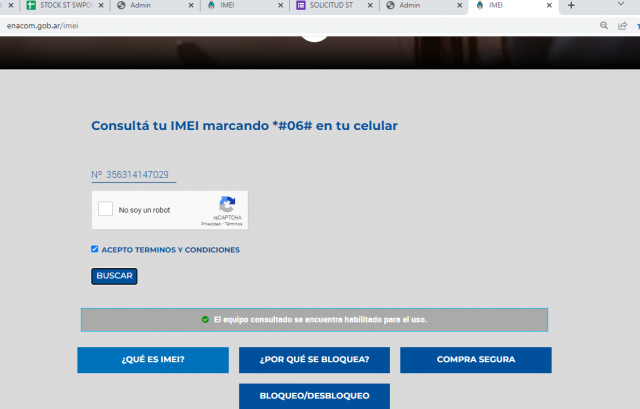 STOCK ST SWPO
Admin
IMEI
SOLICITUD ST
Admin
IMEI
enacom.gob.ar/imei
Consultá tu IMEI marcando *#06# en tu celular
Nº 356314147029
No soy un robot
reCAPTCHA
Privacidad - Términos
ACEPTO TERMINOS Y CONDICIONES
BUSCAR
El equipo consultado se encuentra habilitado para el uso.
¿QUÉ ES IMEI?
¿POR QUÉ SE BLOQUEA?
COMPRA SEGURA
BLOQUEO/DESBLOQUEO